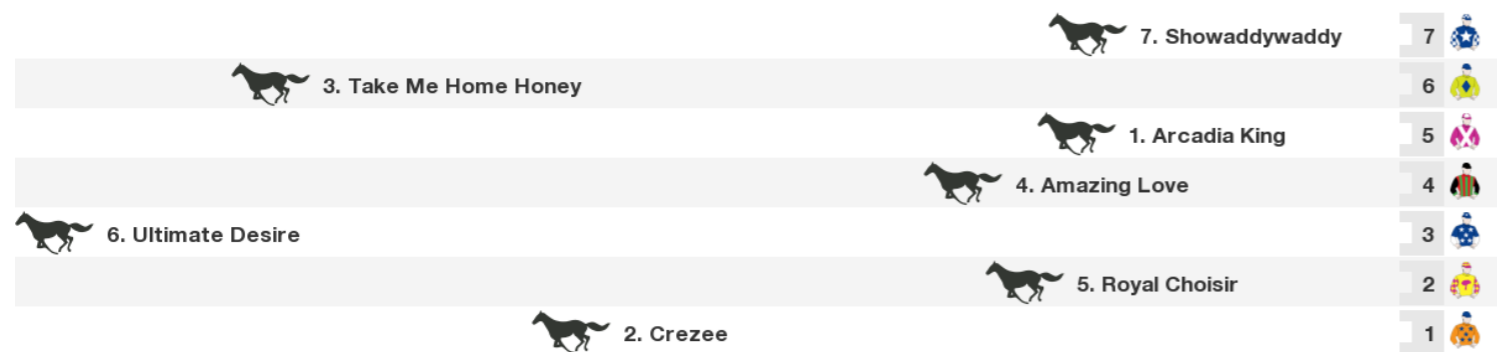 7. Showaddywaddy 7
3. Take Me Home Honey 6
1. Arcadia King 5
4. Amazing Love 4
6. Ultimate Desire 3
5. Royal Choisir 2
2. Crezee 1